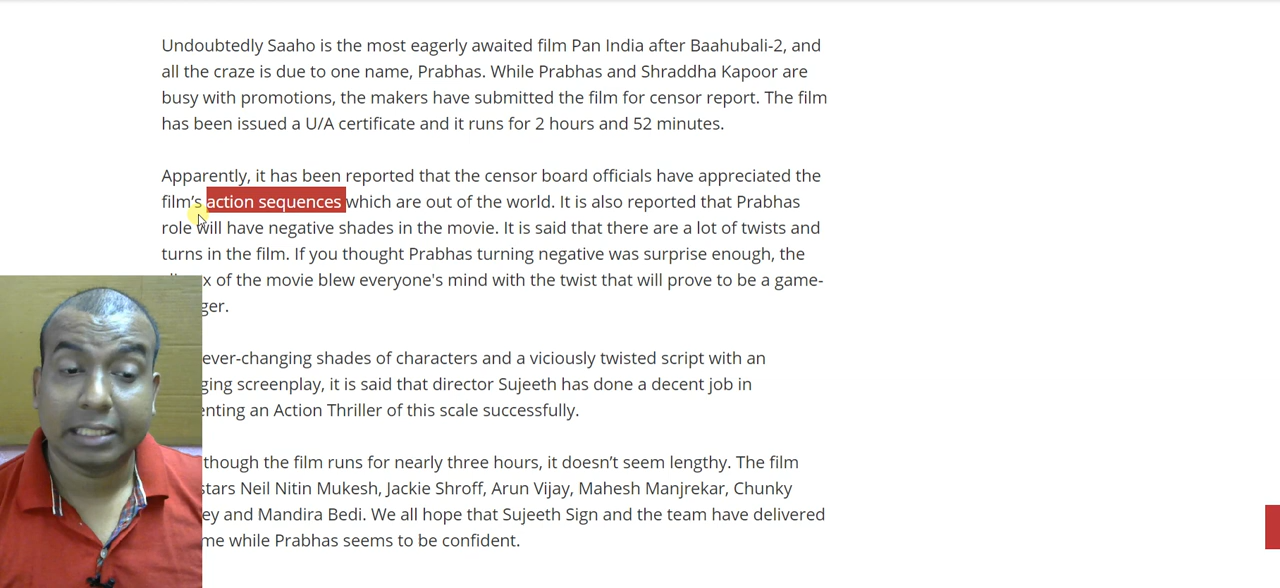 Undoubtedly Saaho is the most eagerly awaited film Pan India after Baahubali-2, and
all the craze is due to one name, Prabhas. While Prabhas and Shraddha Kapoor are
busy with promotions, the makers have submitted the film for censor report. The film
has been issued a U/A certificate and it runs for 2 hours and 52 minutes.
Apparently, it has been reported that the censor board officials have appreciated the
film's action sequences which are out of the world. It is also reported that Prabhas
role will have negative shades in the movie. It is said that there are a lot of twists and
turns in the film. If you thought Prabhas turning negative was surprise enough, the
of the movie blew everyone's mind with the twist that will prove to be a game-
ever-changing shades of characters and a viciously twisted script with an
screenplay, it is said that director Sujeeth has done a decent job in
an Action Thriller of this scale successfully.
though the film runs for nearly three hours, it doesn't seem lengthy. The film
stars Neil Nitin Mukesh, Jackie Shroff, Arun Vijay, Mahesh Manjrekar, Chunky
and Mandira Bedi. We all hope that Sujeeth Sign and the team have delivered
while Prabhas seems to be confident.